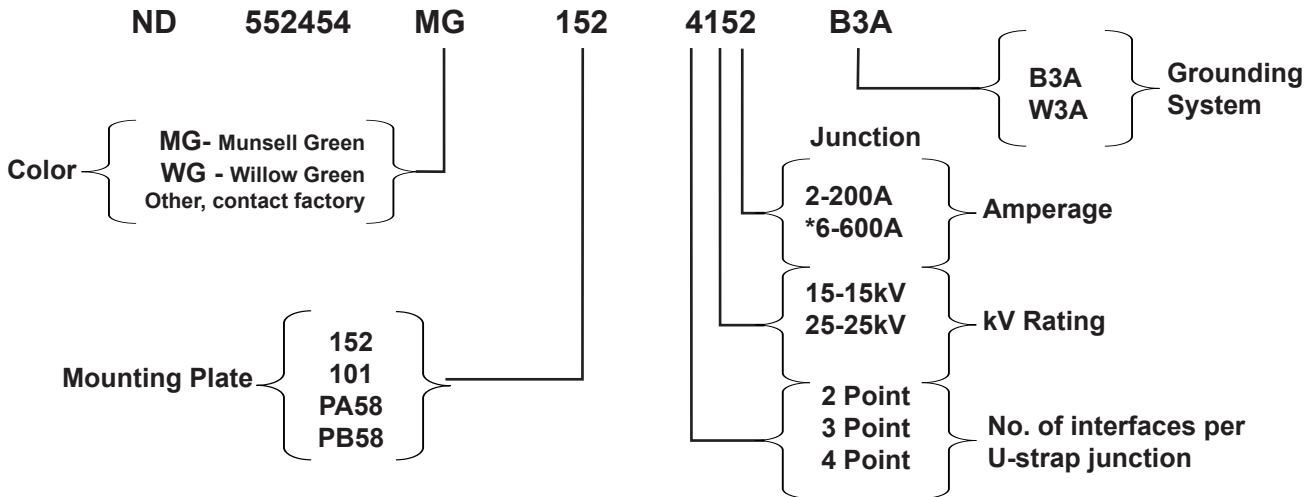 ND 552454 MG 152 4152 B3A
B3A
W3A
Grounding
System
Color
MG- Munsell Green
WG - Willow Green
Other, contact factory
Junction
2-200A
*6-600A
Amperage
15-15kV
25-25kV
kV Rating
Mounting Plate
152
101
PA58
PB58
2 Point
3 Point
4 Point
No. of interfaces per
U-strap junction